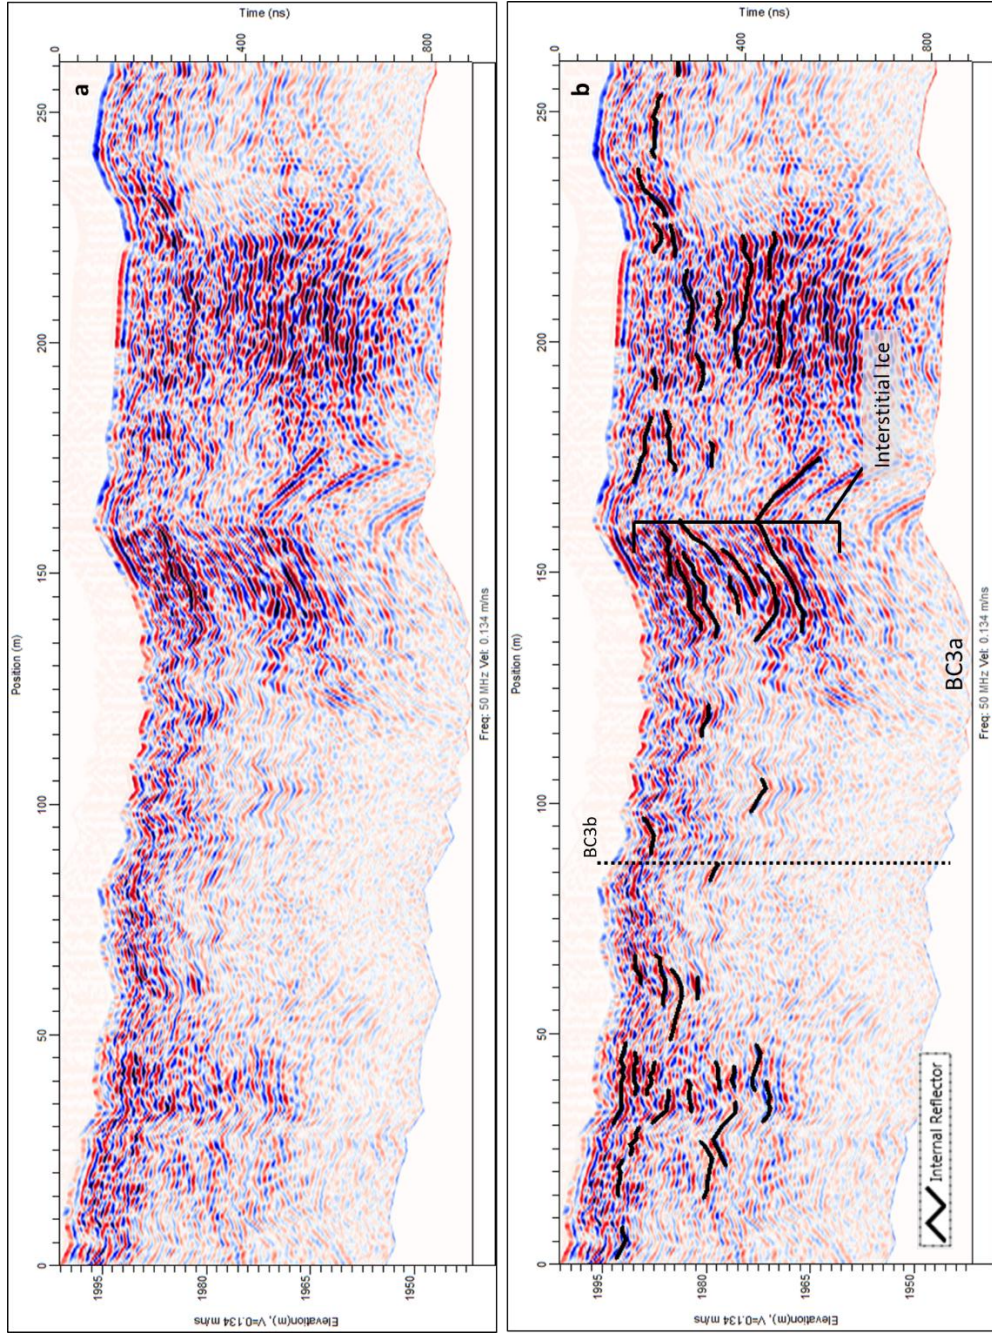 Position (m)
0 50 100 150 200 250
a
Elevation(m), V=0.134 m/ns
1995
1980
1965
1950
Time (ns)
0
400
800
Freq: 50 MHz Vel: 0.134 m/ns
Position (m)
0 50 100 150 200 250
b
BC3b
Elevation(m), V=0.134 m/ns
1995
1980
1965
1950
Time (ns)
0
400
800
Interstitial Ice
Internal Reflector
BC3a
Freq: 50 MHz Vel: 0.134 m/ns